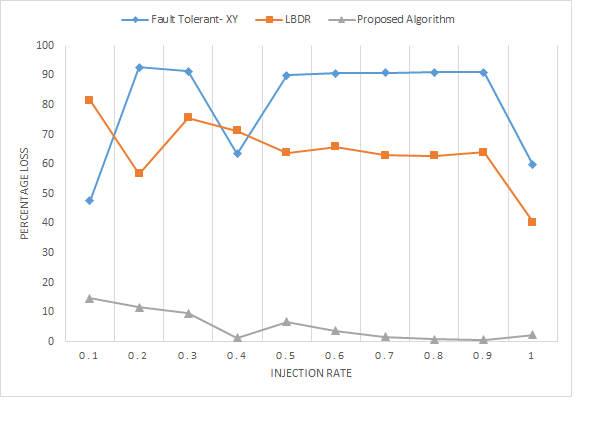 Fault Tolerant- XY LBDR Proposed Algorithm
100
90
80
70
60
50
40
30
20
10
0
PERCENTAGE LOSS
0.1 0.2 0.3 0.4 0.5 0.6 0.7 0.8 0.9 1
INJECTION RATE